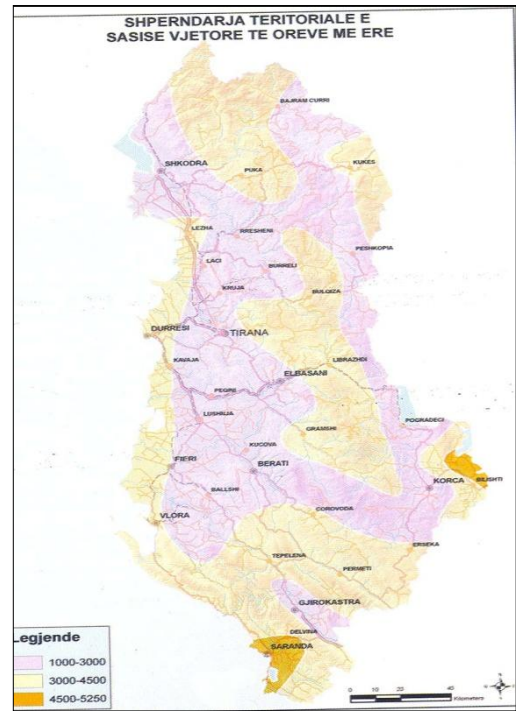 SHPERNDARJA TERITORIALE E
SASISE VJETORE TE OREVE ME ERE
BAJRAM CURRI
SHKODRA
PUKA
KUKES
LEZHA
RRESHENI
PESHKOPIA
LACI
BURRELI
KRUJA
BULQIZA
DURRESI
TIRANA
LIBRAZHDI
KAVAJA
ELBASANI
PEQINI
LUSHNJA
POGRADECI
GRAMSHI
KUCOVA
FIERI
BERATI
BILISHTI
KORCA
BALLSHI
COROVODA
VLORA
ERSEKA
TEPELENA
PERMETI
GJIROKASTRA
DELVINA
SARANDA
Legjende
1000-3000
3000-4500
4500-5250
0 10 20 40
Kilometers